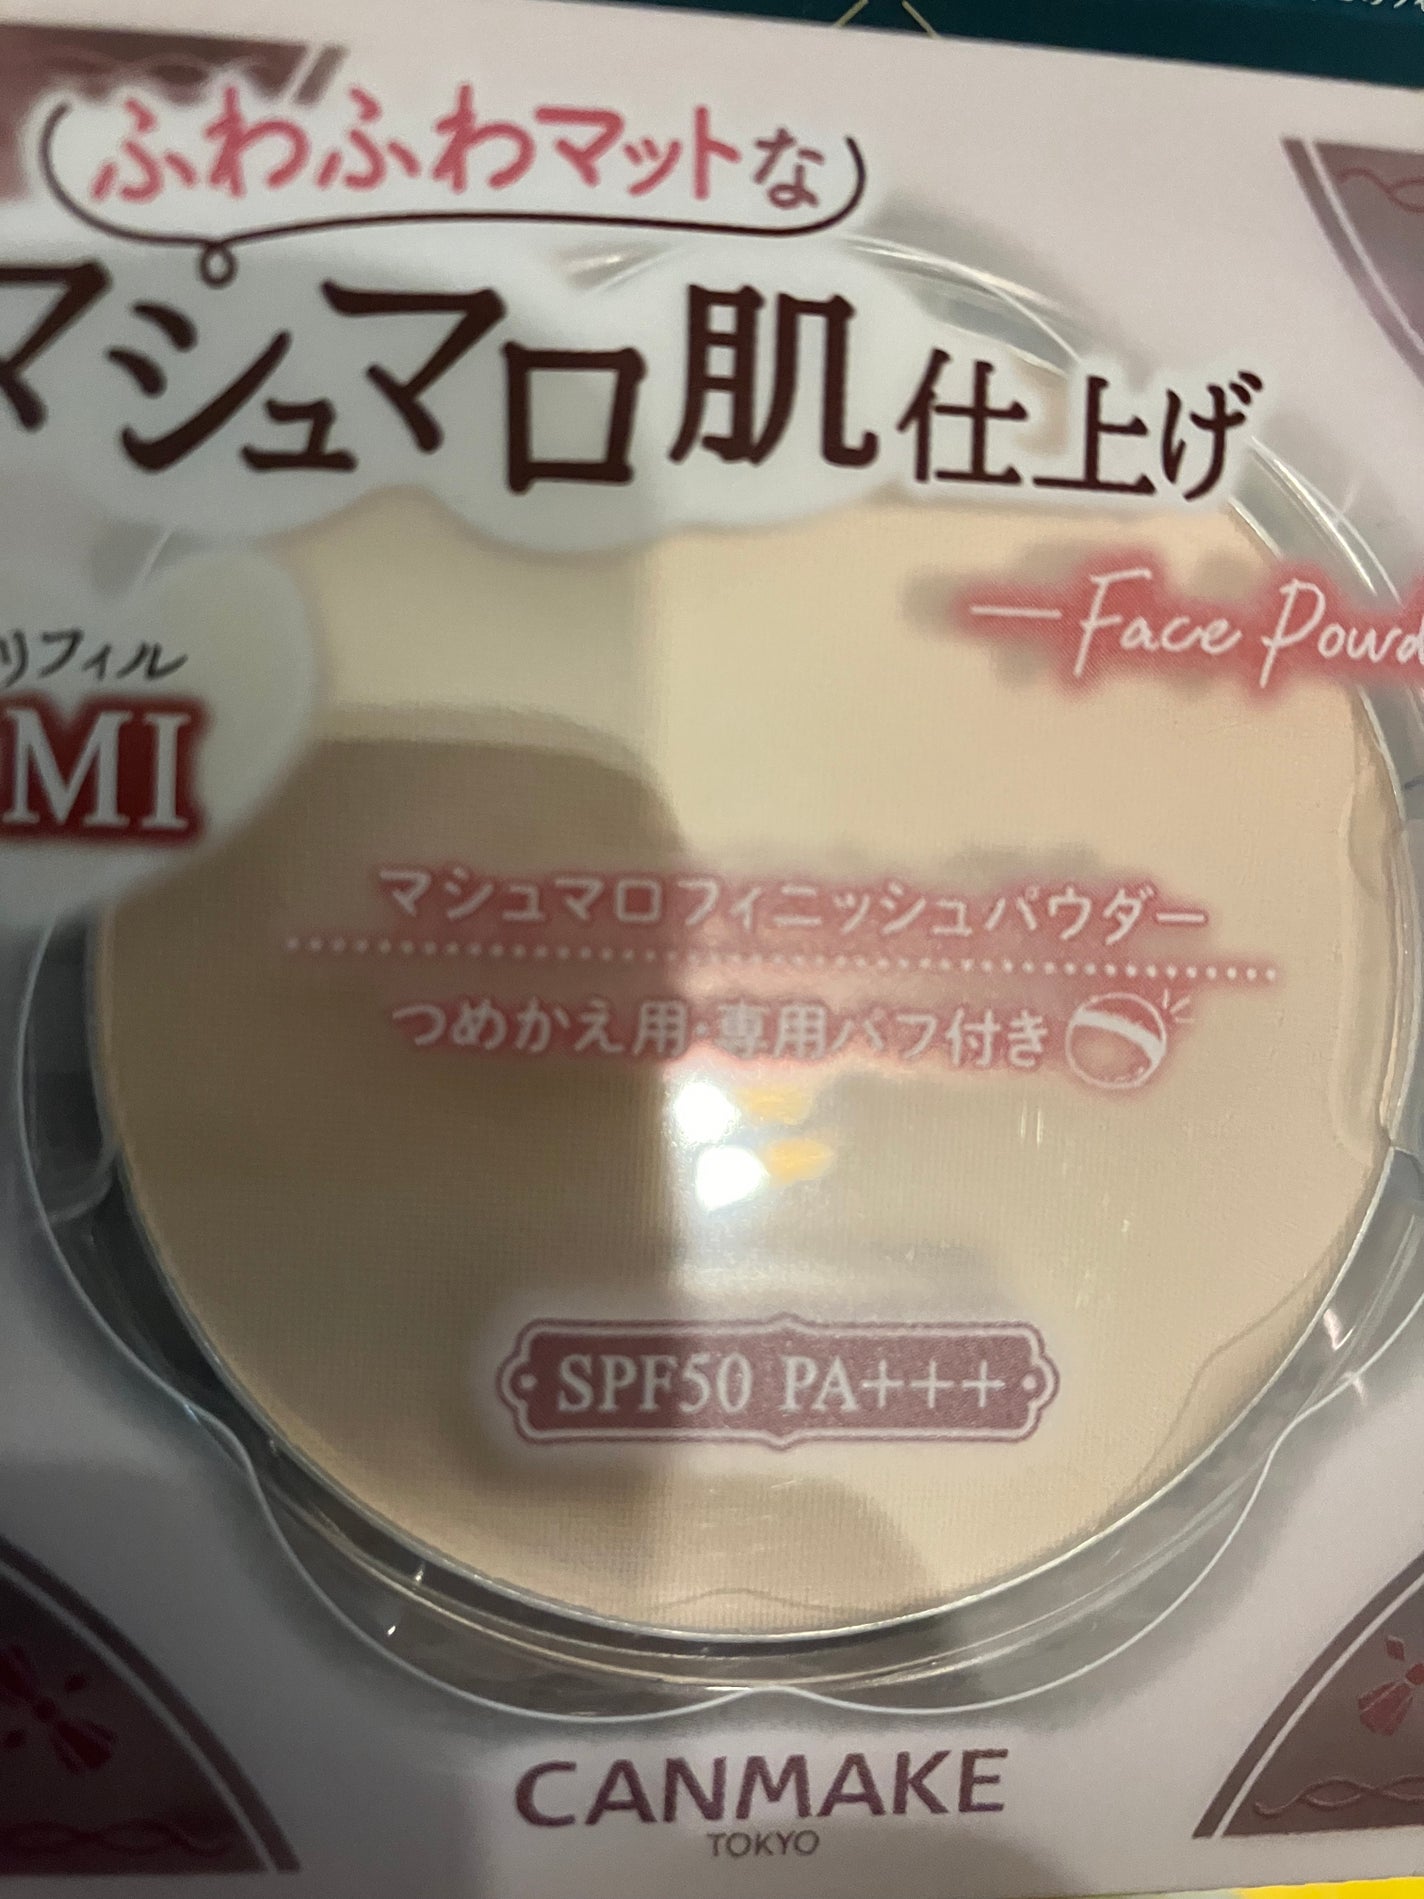 ふわふわマットな
マシュマロ肌仕上げ
Face Powd
リフィル
MI
マシュマロフィニッシュパウダー
つめかえ用・専用パフ付き
SPF50 PA+++
CANMAKE
TOKYO